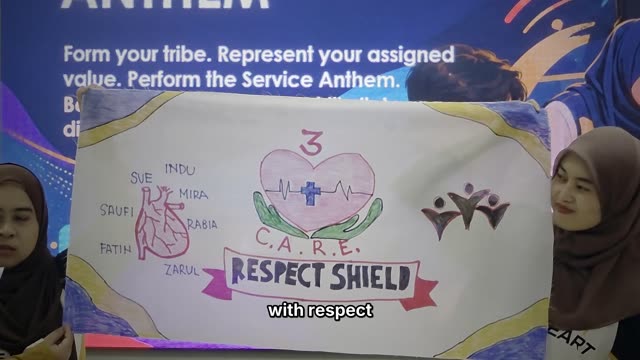 ANTHEM
Form your tribe. Represent your assigned
value. Perform the Service Anthem.
3
INDU
SUE
MIRA
SAUFI
RABIA
FATIN
ZARUL
C.A.R.E.
RESPECT SHIELD
with respect
EART